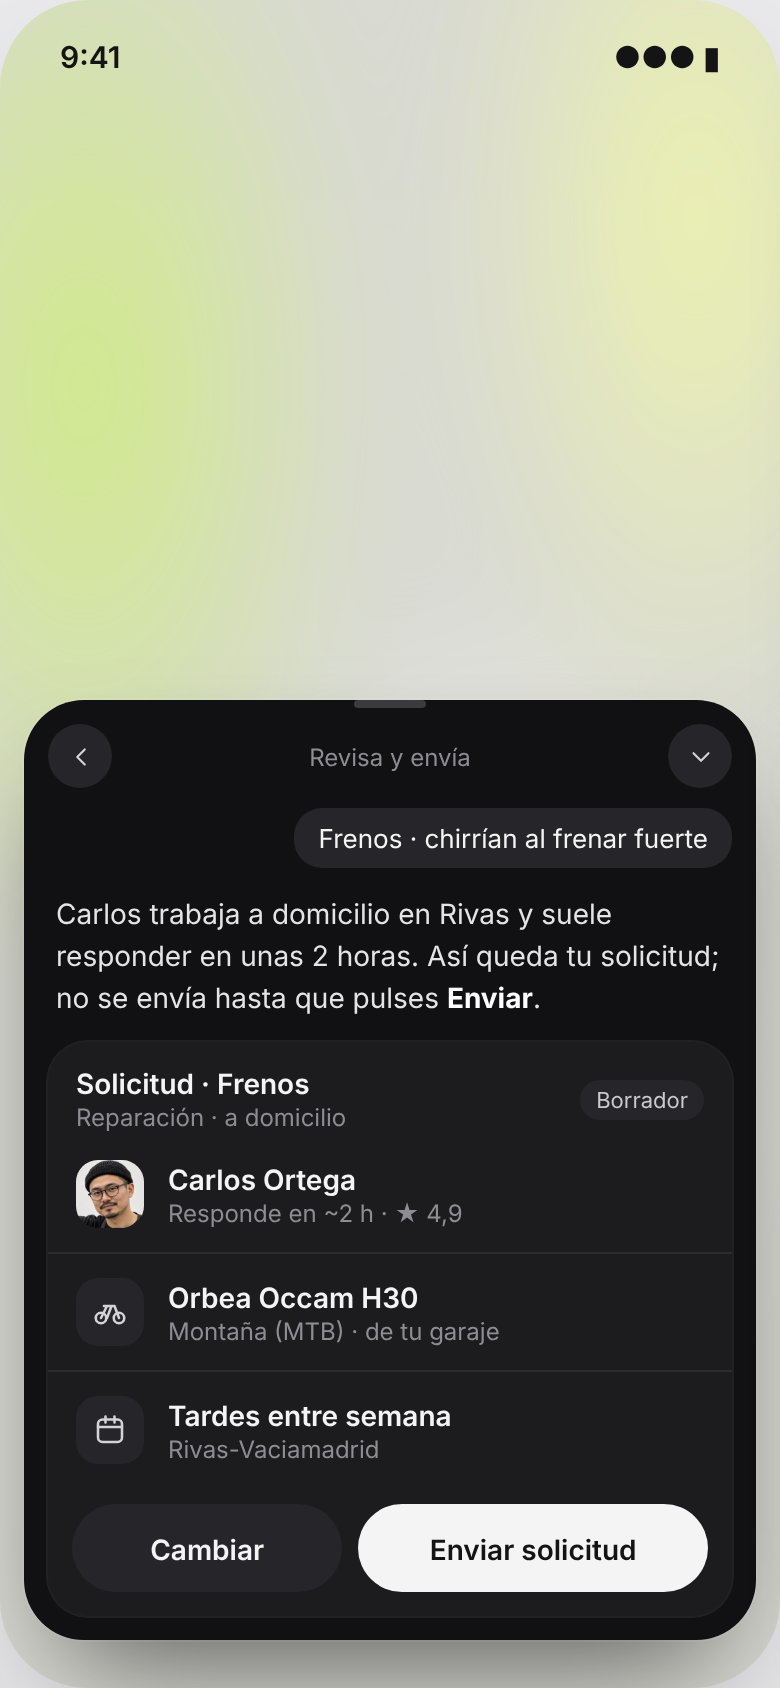 9:41
Revisa y envía
Frenos · chirrían al frenar fuerte
Carlos trabaja a domicilio en Rivas y suele
responder en unas 2 horas. Así queda tu solicitud;
no se envía hasta que pulses Enviar.
Solicitud · Frenos
Reparación · a domicilio
Borrador
Carlos Ortega
Responde en ~2 h · ★ 4,9
Orbea Occam H30
Montaña (MTB) · de tu garaje
Tardes entre semana
Rivas-Vaciamadrid
Cambiar
Enviar solicitud